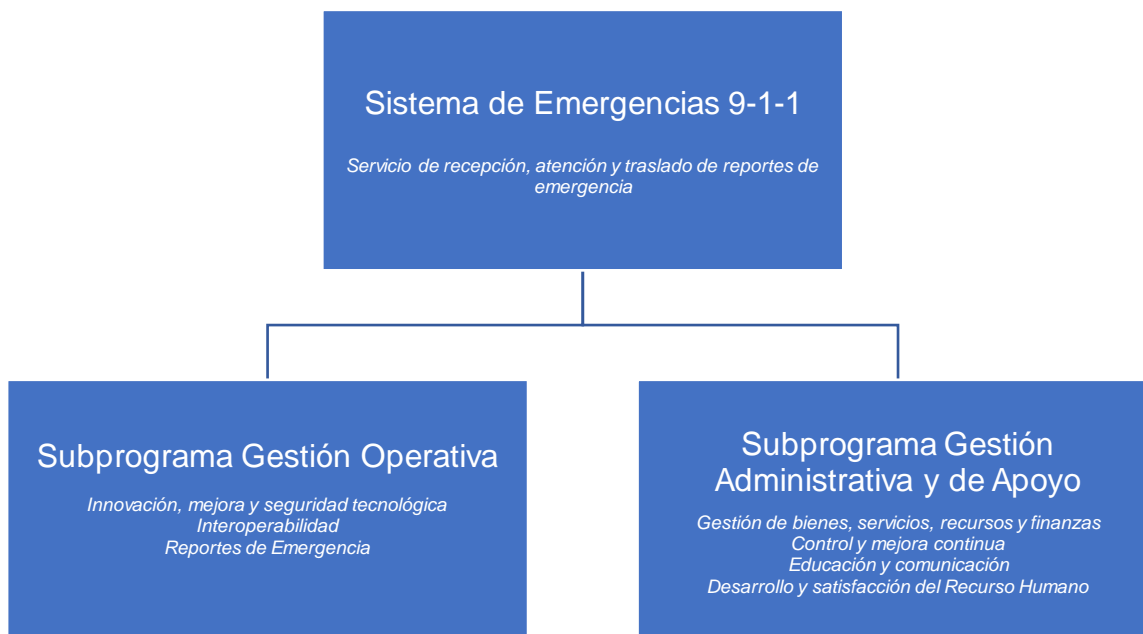 Sistema de Emergencias 9-1-1
Servicio de recepción, atención y traslado de reportes de
emergencia
Subprograma Gestión Operativa
Innovación, mejora y seguridad tecnológica
Interoperabilidad
Reportes de Emergencia
Subprograma Gestión
Administrativa y de Apoyo
Gestión de bienes, servicios, recursos y finanzas
Control y mejora continua
Educación y comunicación
Desarrollo y satisfacción del Recurso Humano